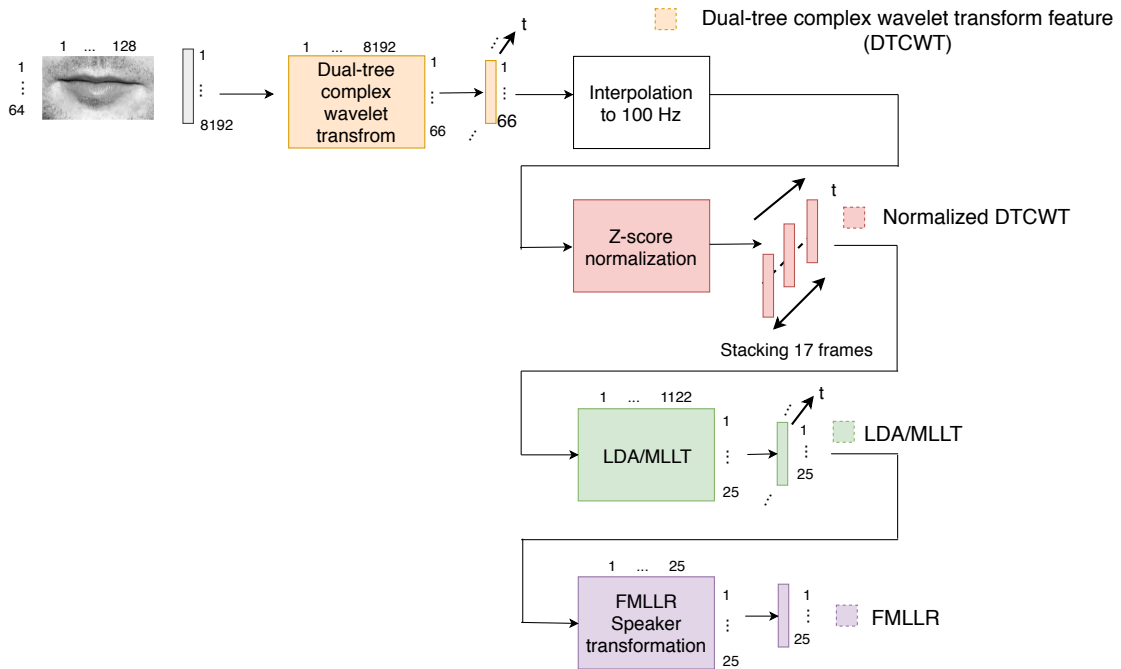 Dual-tree complex wavelet transform feature
(DTCWT)
1 ... 128
1
⋮
64
1
⋮
8192
1 ... 8192
Dual-tree
complex
wavelet
transfrom
1
⋮
66
... t
1
⋮
66
...
Interpolation
to 100 Hz
Z-score
normalization
t
Normalized DTCWT
Stacking 17 frames
1 ... 1122
LDA/MLLT
1
⋮
25
... t
1
⋮
25
...
LDA/MLLT
1 ... 25
FMLLR
Speaker
transformation
1
⋮
25
1
⋮
25
FMLLR